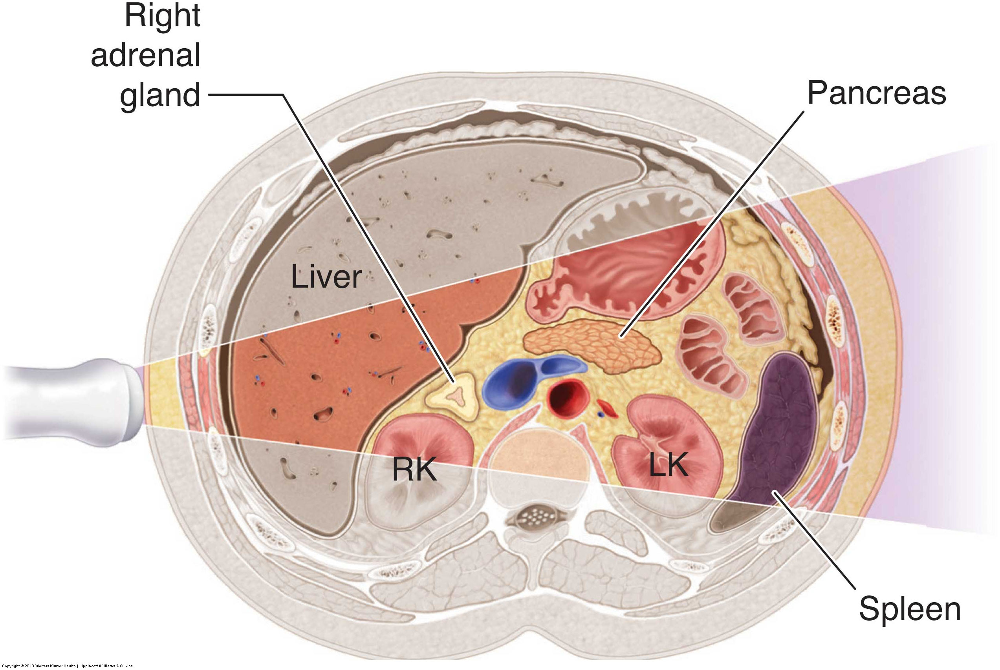 Right
adrenal
gland
Pancreas
Liver
RK
LK
Spleen
Copyright © 2013 Wolters Kluwer Health | Lippincott Williams & Wilkins